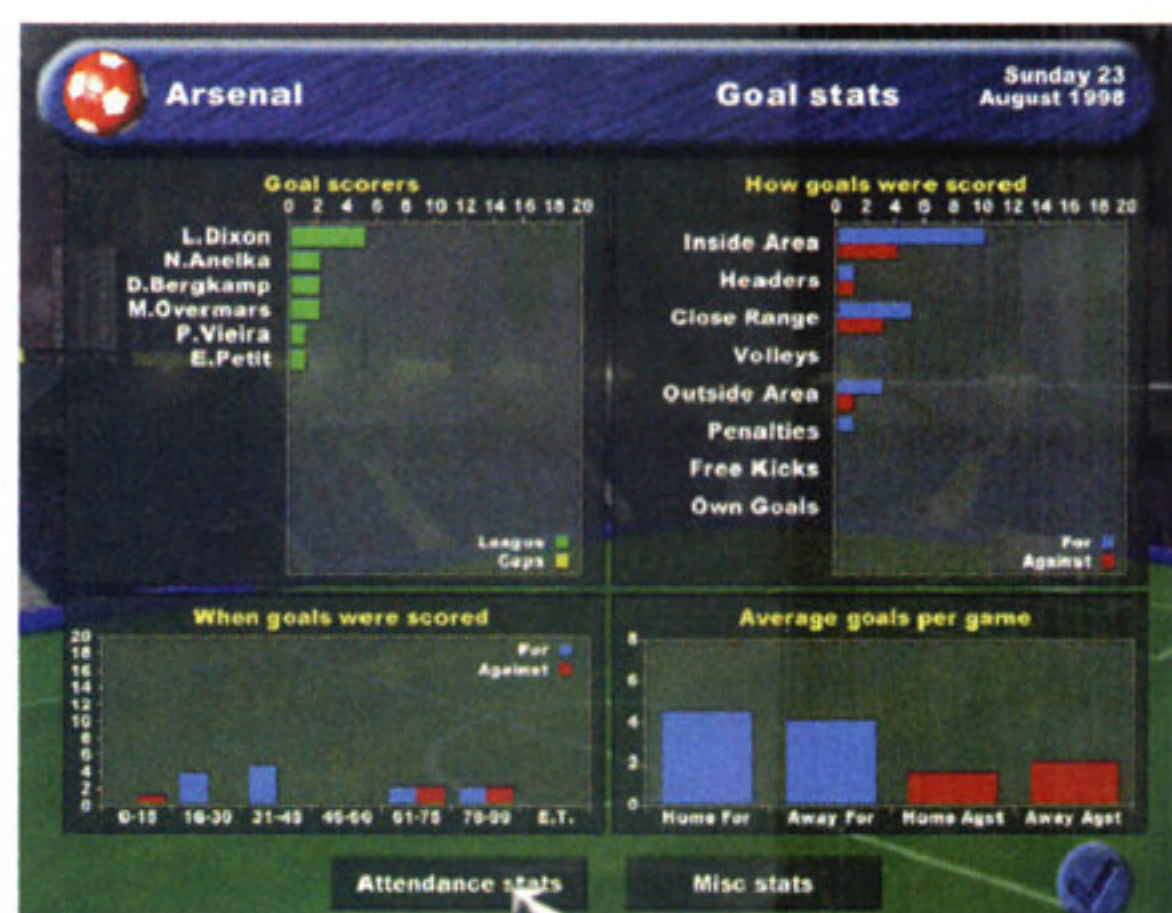 Arsenal
Goal stats
Sunday 23
August 1998
Goal scorers
0 2 4 6 8 10 12 14 16 18 20
L.Dixon
N.Anelka
D.Bergkamp
M.Overmars
P.Vieira
E.Petit
League
Cups
How goals were scored
0 2 4 6 8 10 12 14 16 18 20
Inside Area
Headers
Close Range
Volleys
Outside Area
Penalties
Free Kicks
Own Goals
For
Against
When goals were scored
20
18
16
14
12
10
8
6
4
2
0
For
Against
0-15 16-30 31-45 46-60 61-75 76-90 E.T.
Average goals per game
8
6
4
2
0
Home For Away For Home Agst Away Agst
Attendance stats
Misc stats